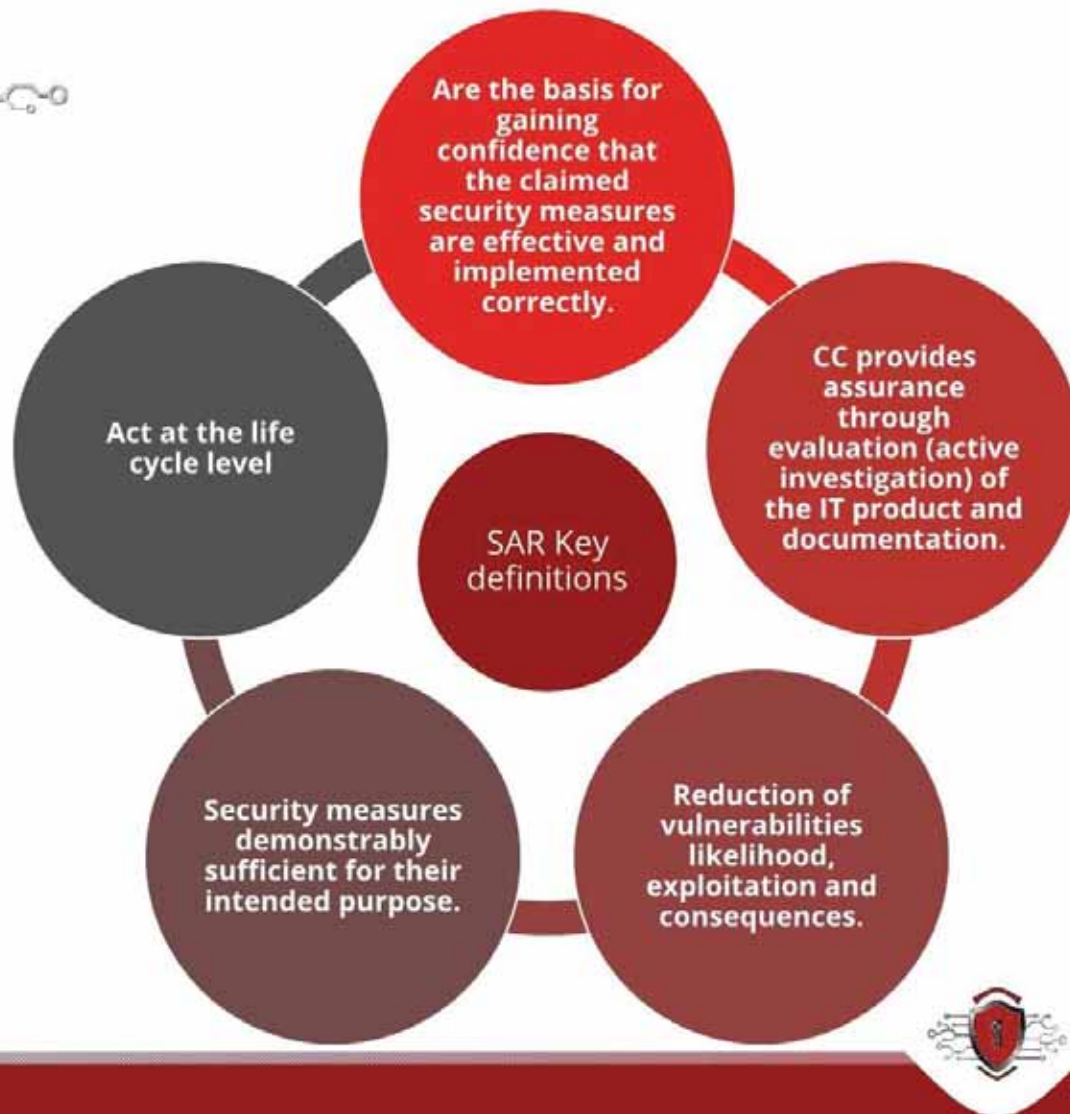 Are the basis for
gaining
confidence that
the claimed
security measures
are effective and
implemented
correctly.
CC provides
assurance
through
evaluation (active
investigation) of
the IT product and
documentation.
Reduction of
vulnerabilities
likelihood,
exploitation and
consequences.
Security measures
demonstrably
sufficient for their
intended purpose.
Act at the life
cycle level
SAR Key
definitions